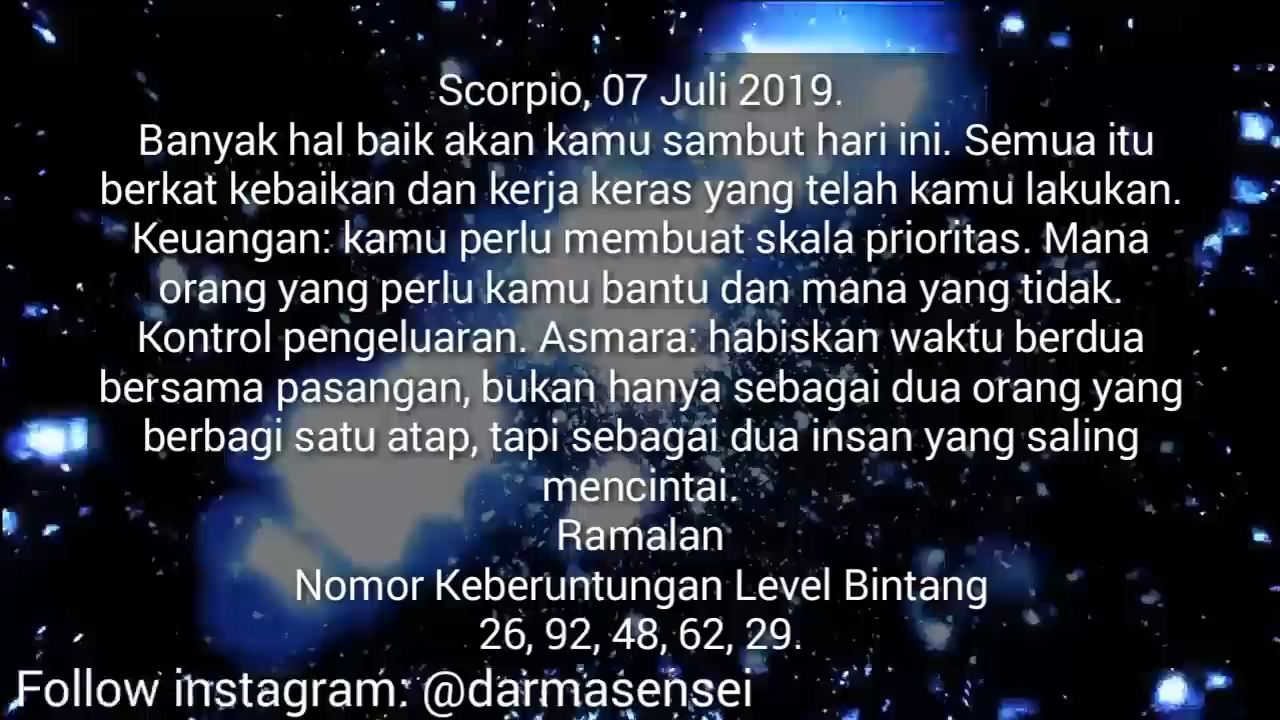 Scorpio, 07 Juli 2019.
Banyak hal baik akan kamu sambut hari ini. Semua itu
berkat kebaikan dan kerja keras yang telah kamu lakukan.
Keuangan: kamu perlu membuat skala prioritas. Mana
orang yang perlu kamu bantu dan mana yang tidak.
Kontrol pengeluaran. Asmara: habiskan waktu berdua
bersama pasangan, bukan hanya sebagai dua orang yang
berbagi satu atap, tapi sebagai dua insan yang saling
mencintai.
Ramalan
Nomor Keberuntungan Level Bintang
26, 92, 48, 62, 29.
Follow instagram: @darmasensei